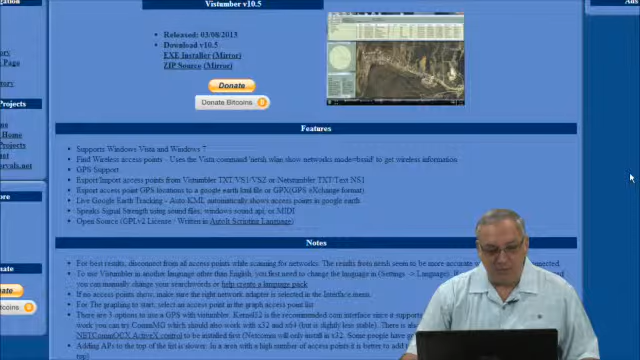 Vistumber v10.5
Ads
Released: 03/08/2013
Download v10.5
EXE Installer (Mirror)
ZIP Source (Mirror)
Donate
Donate Bitcoins
Projects
Home
Features
Supports Windows Vista and Windows 7
Find Wireless access points - Uses the Vista command 'netsh wlan show networks mode=bssid' to get wireless information
GPS Support
Export/Import access points from Vistumbler TXT/VS1/VSZ or Netstumbler TXT/Text NS1
Export access point GPS locations to a google earth kml file or GPX(GPS eXchange format)
Live Google Earth Tracking - Auto KML automatically shows access points in google earth
Speaks Signal Strength using sound files, windows sound api, or MIDI
Open Source (GPLv2 License / Written in AutoIt Scripting Language)
Notes
For best results, disconnect from all access points while scanning for networks. The results from netsh seem to be more accurate
To use Vistumbler in another language other than English, you first need to change the language in (Settings -> Language).
you can manually change your searchwords or help create a language pack
If no access points show, make sure the right network adapter is selected in the Interface menu.
For The graphing to start, select an access point in the graph access point list
There are 3 options to use a GPS with vistumbler. Kernel32 is the recommended com interface since it
work you can try CommMG which should also work with x32 and x64 (but is slightly less stable). There is
NETCommOCX ActiveX control to be installed first (Netcomm will only install in x32. Some people have
Adding APs to the top of the list is slower. In a area with a high number of access points it is better to add
top)